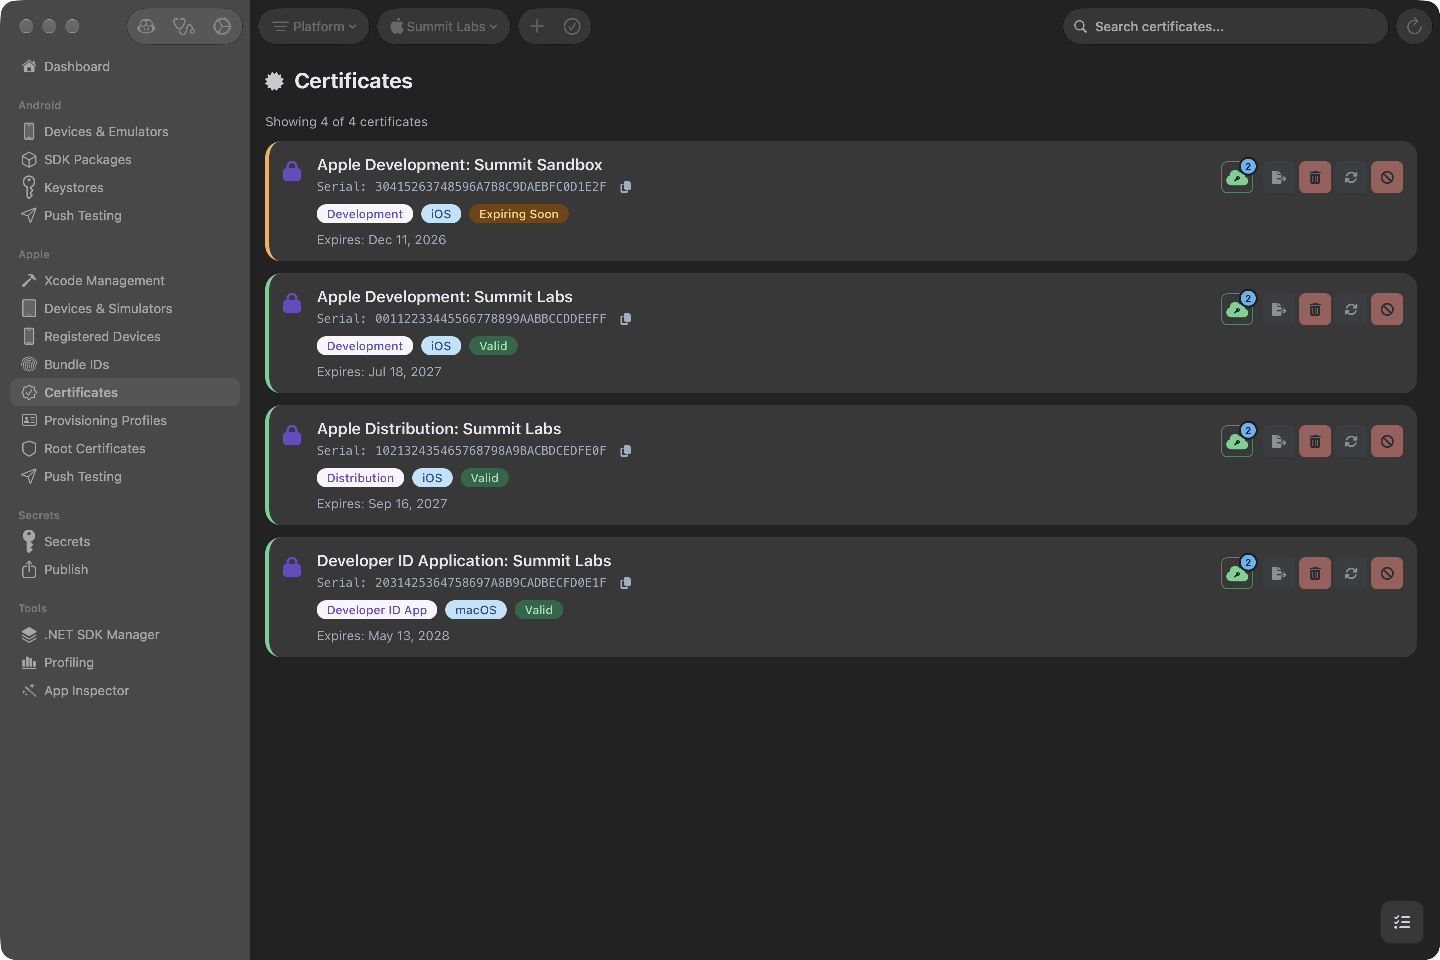 Platform
Summit Labs
Search certificates...
Dashboard
Android
Devices & Emulators
SDK Packages
Keystores
Push Testing
Apple
Xcode Management
Devices & Simulators
Registered Devices
Bundle IDs
Certificates
Provisioning Profiles
Root Certificates
Push Testing
Secrets
Secrets
Publish
Tools
.NET SDK Manager
Profiling
App Inspector
Certificates
Showing 4 of 4 certificates
Apple Development: Summit Sandbox
2
Serial: 30415263748596A7B8C9DAEBFC0D1E2F
Development iOS Expiring Soon
Expires: Dec 11, 2026
Apple Development: Summit Labs
2
Serial: 00112233445566778899AABBCCDDEEFF
Development iOS Valid
Expires: Jul 18, 2027
Apple Distribution: Summit Labs
2
Serial: 102132435465768798A9BACBDCEDFE0F
Distribution iOS Valid
Expires: Sep 16, 2027
Developer ID Application: Summit Labs
2
Serial: 2031425364758697A8B9CADBECFD0E1F
Developer ID App macOS Valid
Expires: May 13, 2028